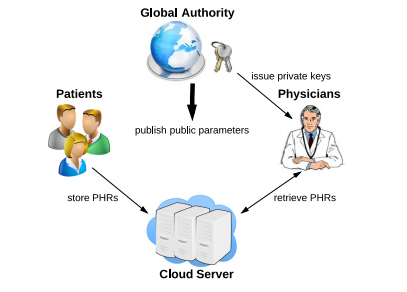 Global Authority
issue private keys
Patients
Physicians
publish public parameters
store PHRs
retrieve PHRs
Cloud Server